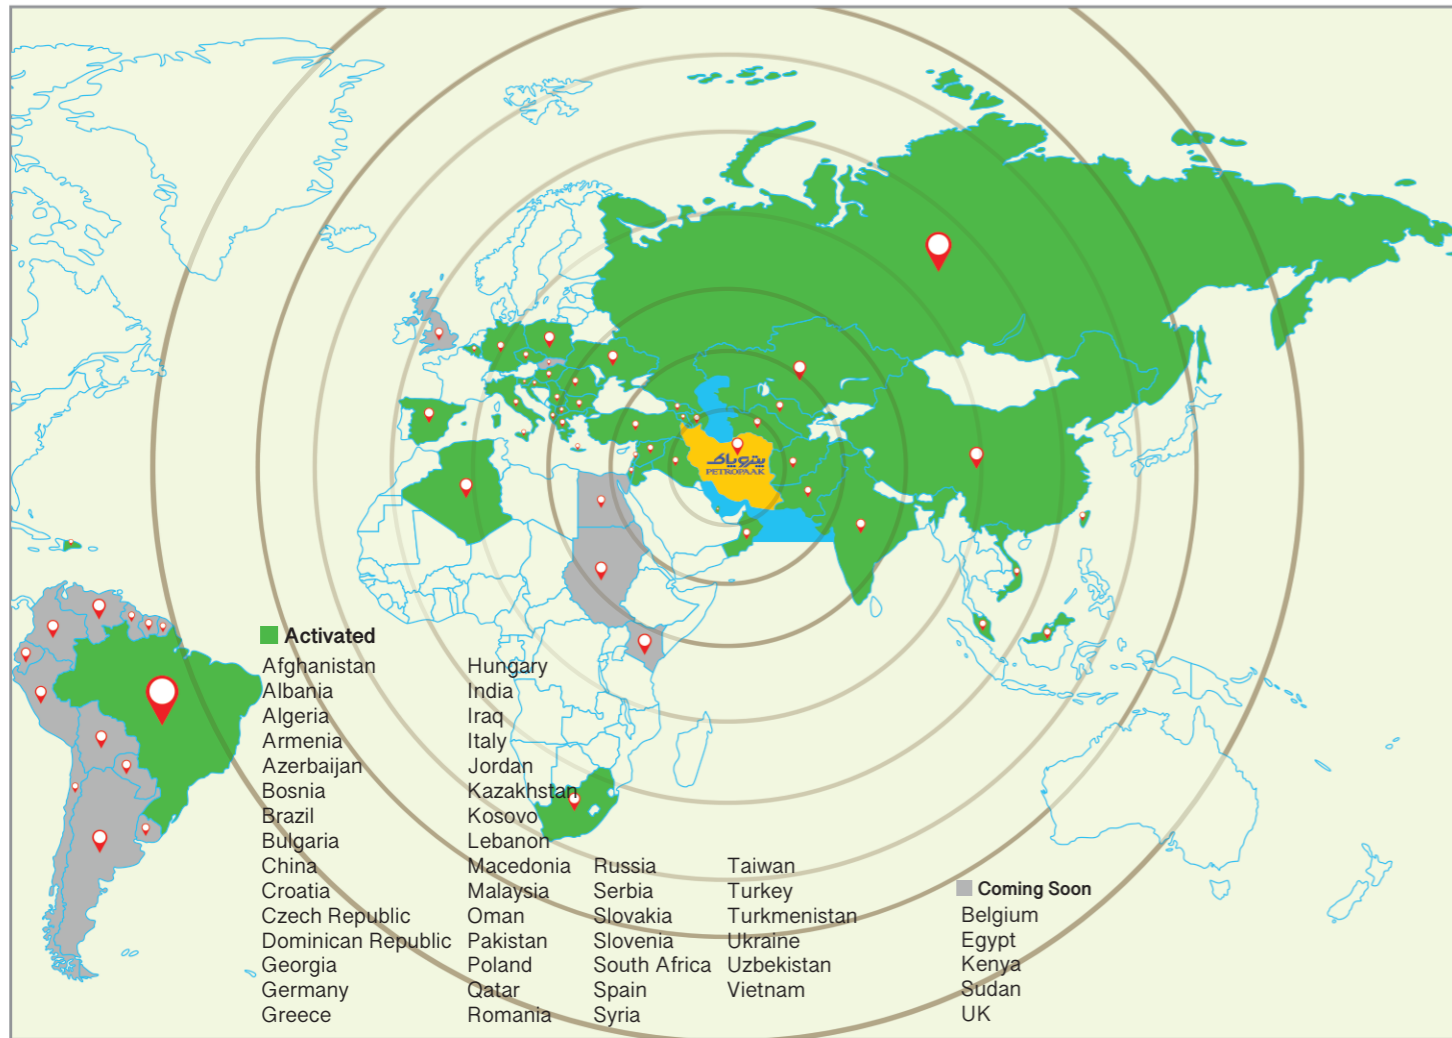 پتروپاک
PETROPAAK
Activated
Afghanistan
Albania
Algeria
Armenia
Azerbaijan
Bosnia
Brazil
Bulgaria
China
Croatia
Czech Republic
Dominican Republic
Georgia
Germany
Greece
Hungary
India
Iraq
Italy
Jordan
Kazakhstan
Kosovo
Lebanon
Macedonia
Malaysia
Oman
Pakistan
Poland
Qatar
Romania
Russia
Serbia
Slovakia
Slovenia
South Africa
Spain
Syria
Taiwan
Turkey
Turkmenistan
Ukraine
Uzbekistan
Vietnam
Coming Soon
Belgium
Egypt
Kenya
Sudan
UK